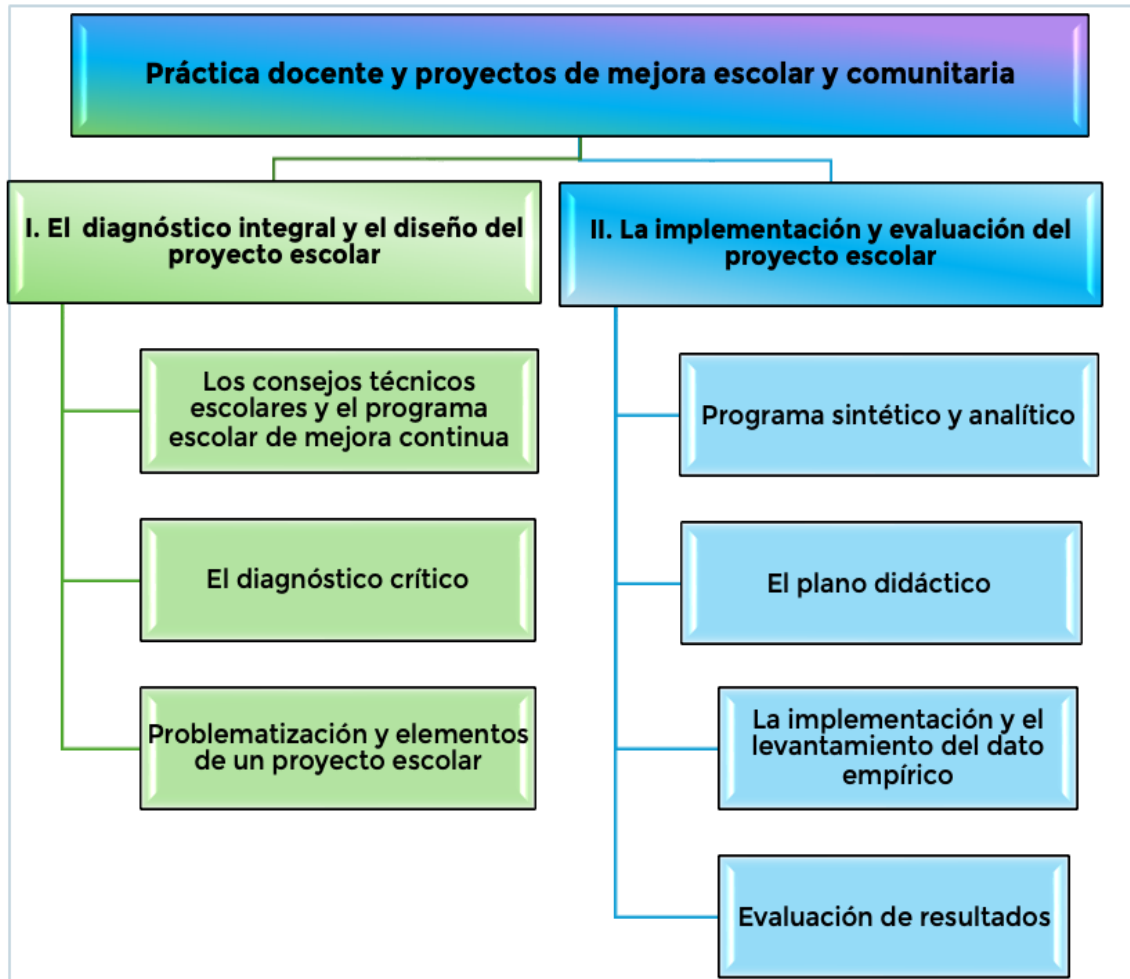 Práctica docente y proyectos de mejora escolar y comunitaria
I. El diagnóstico integral y el diseño del
proyecto escolar
Los consejos técnicos
escolares y el programa
escolar de mejora continua
El diagnóstico crítico
Problematización y elementos
de un proyecto escolar
II. La implementación y evaluación del
proyecto escolar
Programa sintético y analítico
El plano didáctico
La implementación y el
levantamiento del dato
empírico
Evaluación de resultados